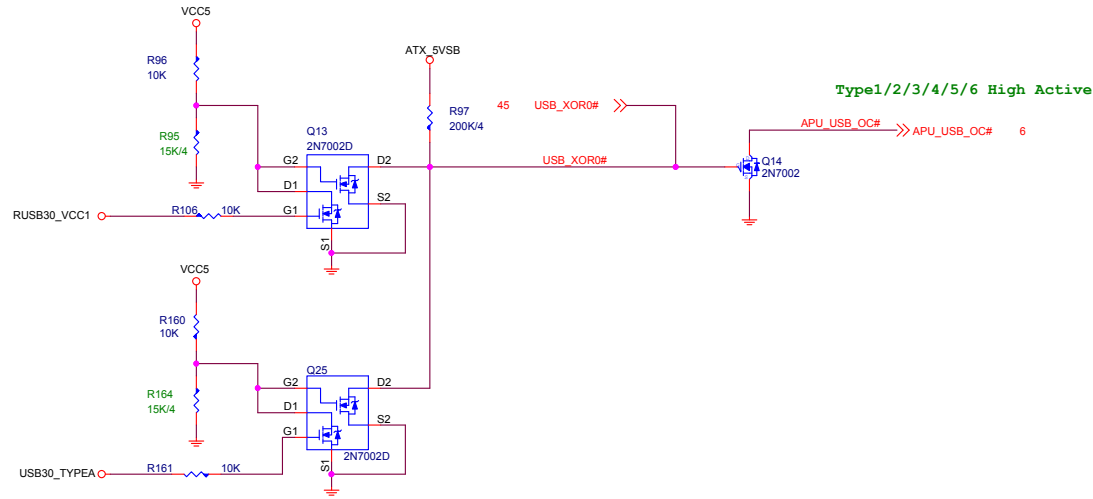 VCC5
R96
10K
R95
15K/4
ATX_5VSB
R97
200K/4
45 USB_XOR0#
Type1/2/3/4/5/6 High Active
APU_USB_OC#
APU_USB_OC# 6
Q13
2N7002D
G2
D2
USB_XOR0#
Q14
2N7002
D1
S2
RUSB30_VCC1
R106 10K
G1
S1
VCC5
R160
10K
R164
15K/4
Q25
G2
D2
D1
S2
G1
2N7002D
S1
USB30_TYPEA
R161 10K